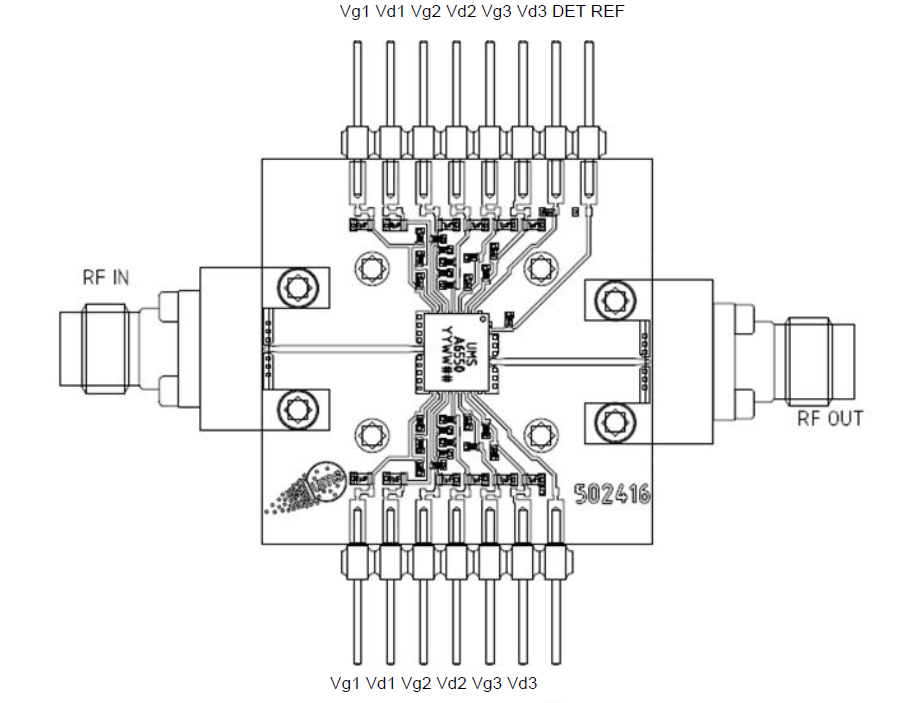 Vg1 Vd1 Vg2 Vd2 Vg3 Vd3 DET REF
RF IN
UMS
A6550
YYWW##
RF OUT
ums
502416
Vg1 Vd1 Vg2 Vd2 Vg3 Vd3